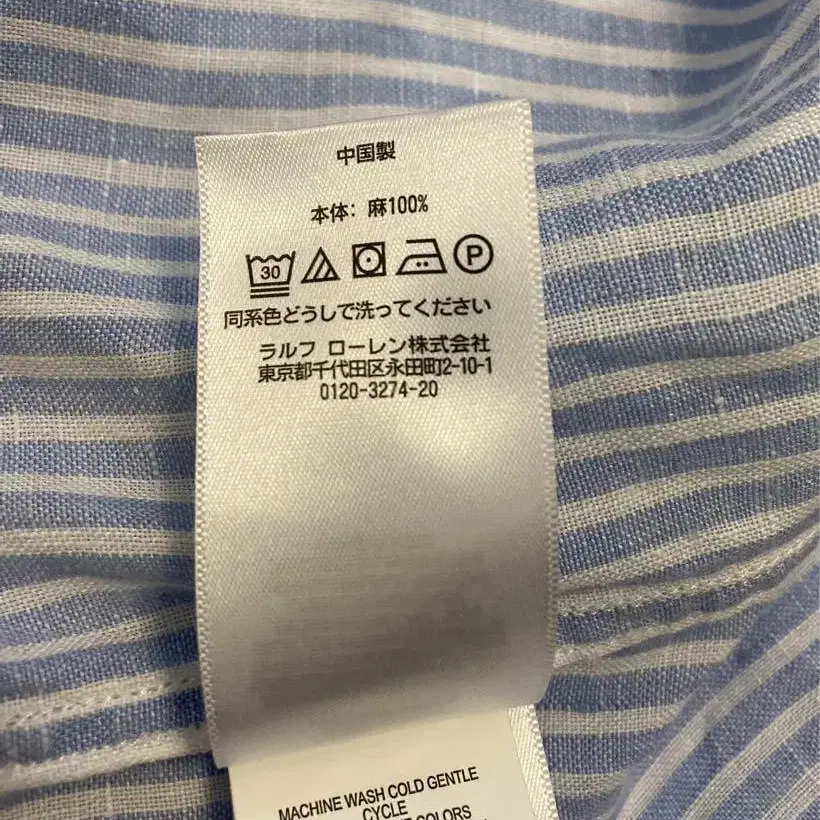 中国製
本体: 麻100%
30 P
同系色どうしで洗ってください
ラルフ ローレン株式会社
東京都千代田区永田町2-10-1
0120-3274-20
MACHINE WASH COLD GENTLE
CYCLE
COLORS